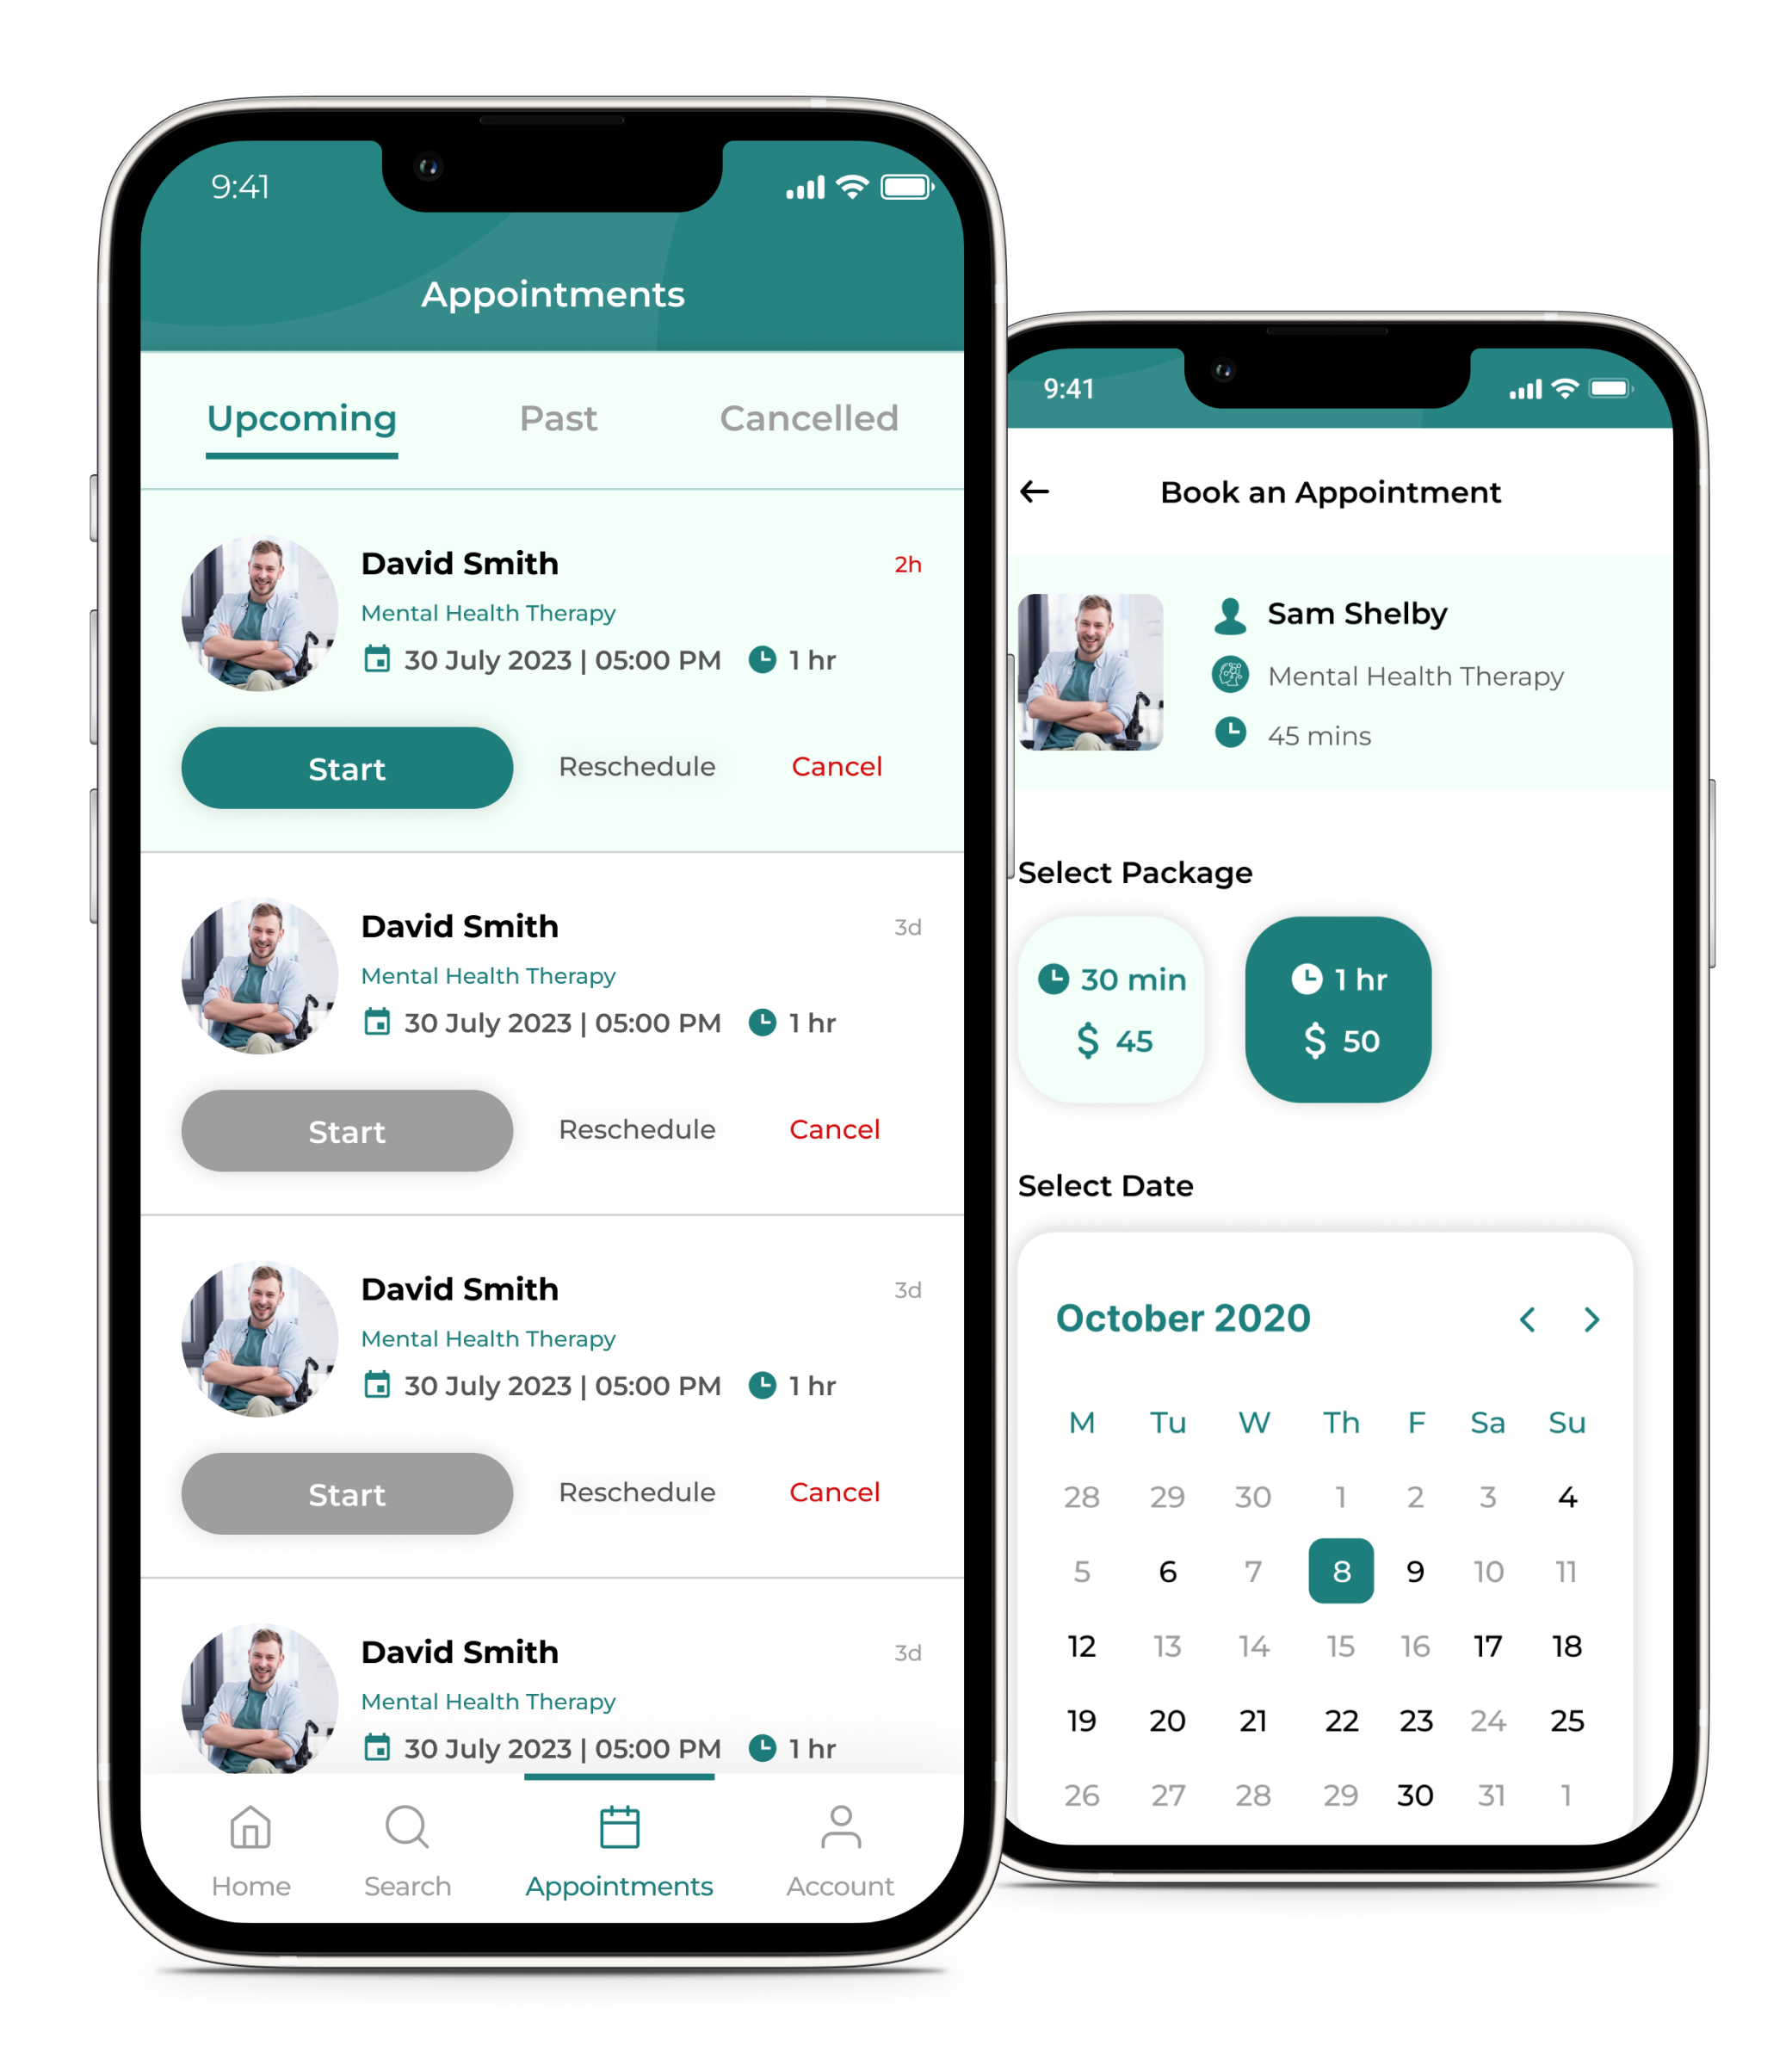 9:41
Appointments
Upcoming Past Cancelled
David Smith 2h
Mental Health Therapy
30 July 2023 | 05:00 PM 1 hr
Start Reschedule Cancel
David Smith 3d
Mental Health Therapy
30 July 2023 | 05:00 PM 1 hr
Start Reschedule Cancel
David Smith 3d
Mental Health Therapy
30 July 2023 | 05:00 PM 1 hr
Start Reschedule Cancel
David Smith 3d
Mental Health Therapy
30 July 2023 | 05:00 PM 1 hr
Home Search Appointments Account
9:41
Book an Appointment
Sam Shelby
Mental Health Therapy
45 mins
Select Package
30 min 1 hr
$ 45 $ 50
Select Date
October 2020
M Tu W Th F Sa Su
28 29 30 1 2 3 4
5 6 7 8 9 10 11
12 13 14 15 16 17 18
19 20 21 22 23 24 25
26 27 28 29 30 31 1